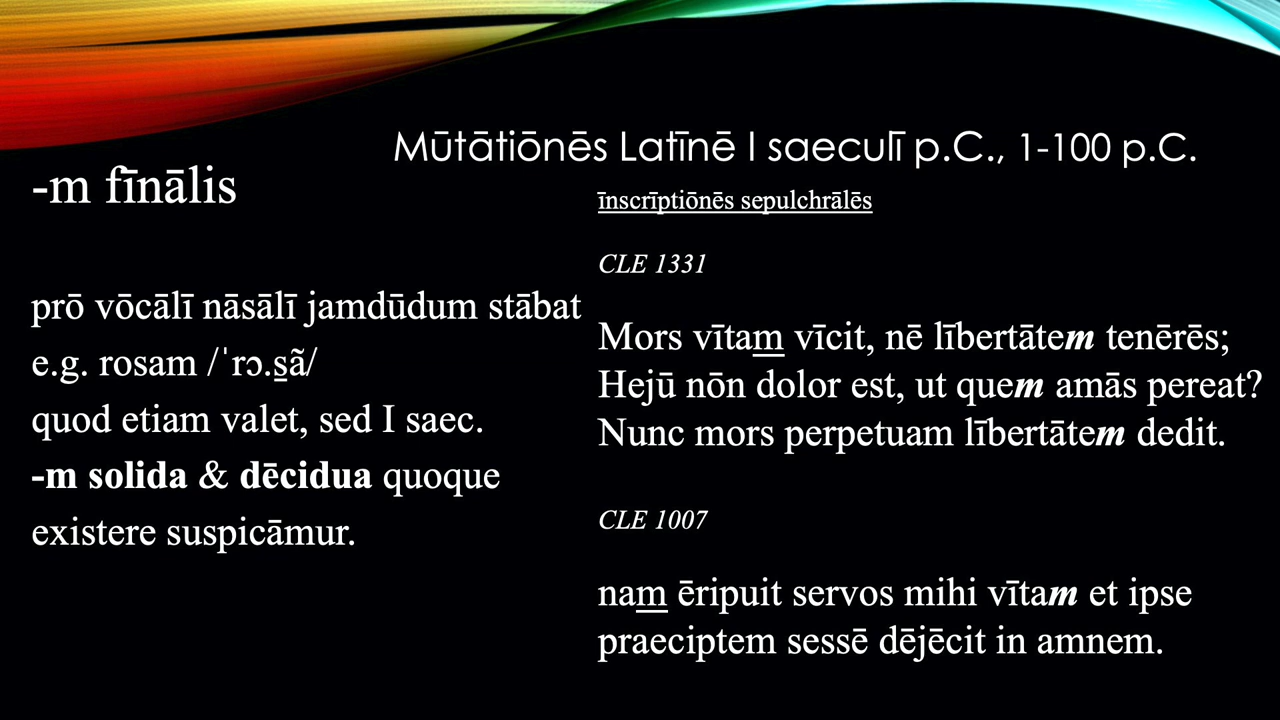 Mūtātiōnēs Latīnē I saeculī p.C., 1-100 p.C.
-m fīnālis
prō vōcālī nāsālī jamdūdum stābat
e.g. rosam /ˈrɔ.s̱ã/
quod etiam valet, sed I saec.
-m solida & dēcidua quoque
existere suspicāmur.
īnscrīptiōnēs sepulchrālēs
CLE 1331
Mors vītam vīcit, nē lībertātem tenērēs;
Hejū nōn dolor est, ut quem amās pereat?
Nunc mors perpetuam lībertātem dedit.
CLE 1007
nam ēripuit servos mihi vītam et ipse
praeciptem sessē dējēcit in amnem.